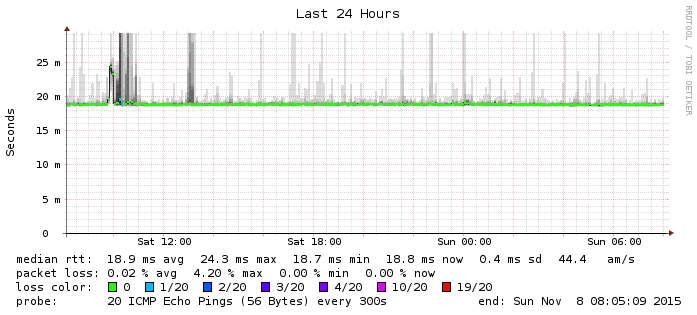 Last 24 Hours
RRDTOOL / TOBI OETIKER
Seconds
25 m
20 m
15 m
10 m
5 m
0
Sat 12:00 Sat 18:00 Sun 00:00 Sun 06:00
median rtt: 18.9 ms avg 24.3 ms max 18.7 ms min 18.8 ms now 0.4 ms sd 44.4 am/s
packet loss: 0.02 % avg 4.20 % max 0.00 % min 0.00 % now
loss color: 0 1/20 2/20 3/20 4/20 10/20 19/20
probe: 20 ICMP Echo Pings (56 Bytes) every 300s end: Sun Nov 8 08:05:09 2015